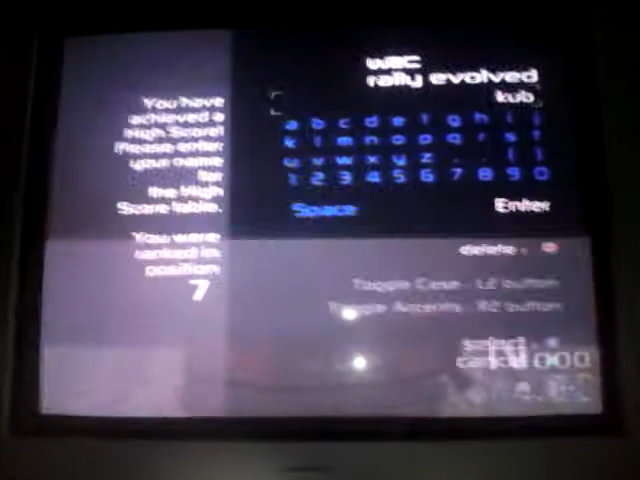 WRC
rally evolved
kub
You have
achieved a
High Score!
Please enter
your name
for
the High
Score table.
You were
ranked in
position
7
a b c d e f g h i j
k l m n o p q r s t
u v w x y z . , ( )
1 2 3 4 5 6 7 8 9 0
Space
Enter
delete
Toggle Case : L2 button
Toggle Accents : R2 button
select
cancel